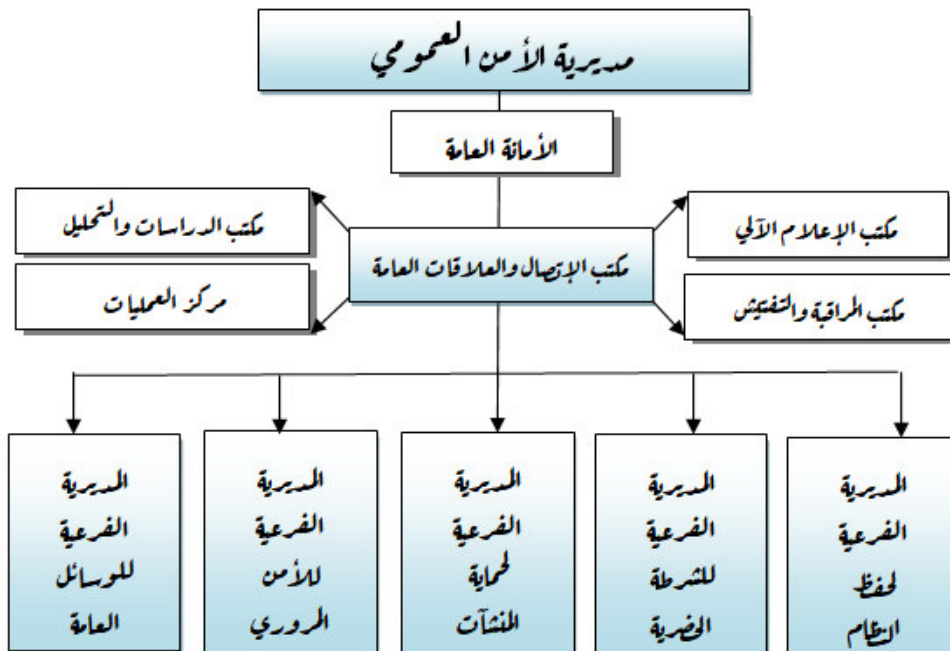 مديرية الأمن العمومي
الأمانة العامة
مكتب الإعلام الآلي
مكتب الدراسات والتحليل
مكتب الإتصال والعلاقات العامة
مكتب المراقبة والتفتيش
مركز العمليات
المديرية
الفرعية
لحفظ
النظام
المديرية
الفرعية
للشرطة
الحضرية
المديرية
الفرعية
لحماية
المنشآت
المديرية
الفرعية
للأمن
المروري
المديرية
الفرعية
للوسائل
العامة